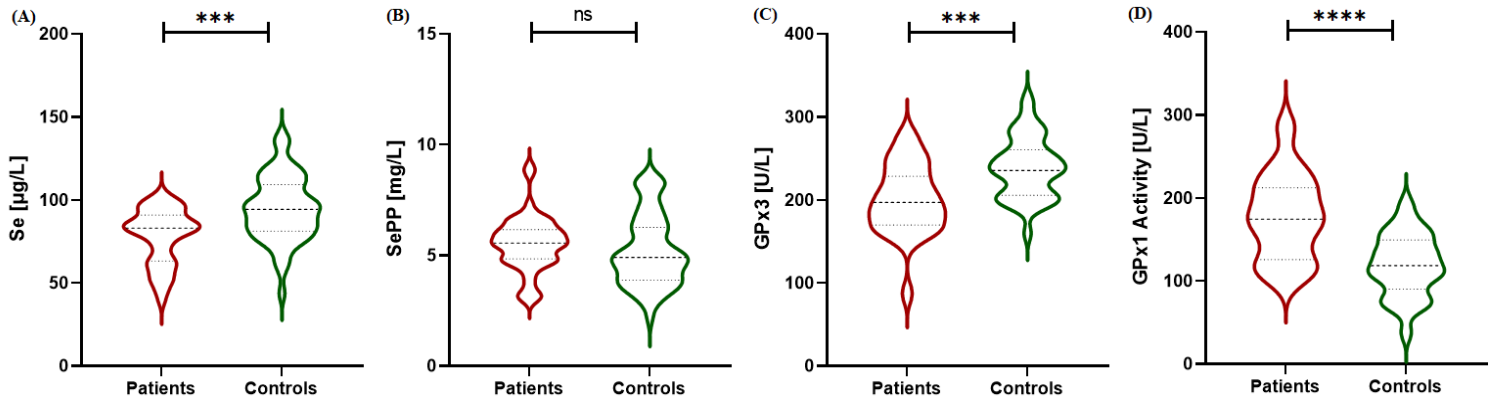 (A)
***
200
150
100
50
0
Se [µg/L]
Patients
Controls
(B)
ns
15
10
5
0
SePP [mg/L]
Patients
Controls
(C)
***
400
300
200
100
0
GPx3 [U/L]
Patients
Controls
(D)
****
400
300
200
100
0
GPx1 Activity [U/L]
Patients
Controls